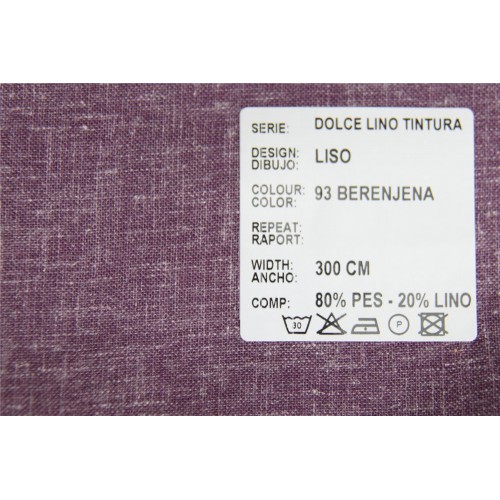 SERIE: DOLCE LINO TINTURA
DESIGN: LISO
DIBUJO:
COLOUR: 93 BERENJENA
COLOR:
REPEAT:
RAPORT:
WIDTH: 300 CM
ANCHO:
COMP: 80% PES - 20% LINO
30 P